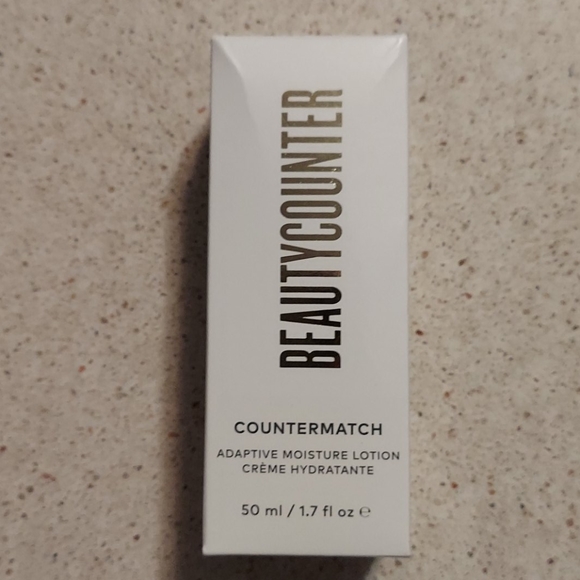 BEAUTYCOUNTER
COUNTERMATCH
ADAPTIVE MOISTURE LOTION
CRÈME HYDRATANTE
50 ml / 1.7 fl oz ℮